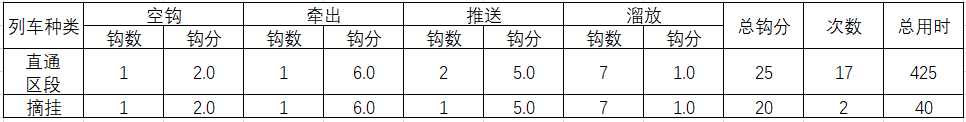 列车种类 空钩 牵出 推送 溜放 总钩分 次数 总用时
钩数 钩分 钩数 钩分 钩数 钩分 钩数 钩分
直通
区段 1 2.0 1 6.0 2 5.0 7 1.0 25 17 425
摘挂 1 2.0 1 6.0 1 5.0 7 1.0 20 2 40